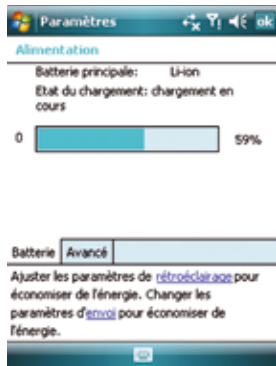 Paramètres ok
Alimentation
Batterie principale: Li-ion
Etat du chargement: chargement en
cours
0 59%
Batterie Avancé
Ajuster les paramètres de rétroéclairage pour
économiser de l'énergie. Changer les
paramètres d'envoi pour économiser de
l'énergie.